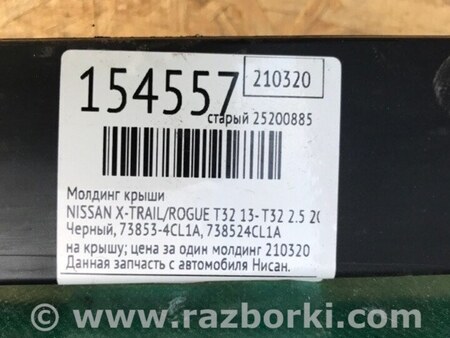 154557
210320
старый 25200885
Молдинг крыши
NISSAN X-TRAIL/ROGUE T32 13- T32 2.5 20
Черный, 73853-4CL1A, 738524CL1A
на крышу; цена за один молдинг 210320
Данная запчасть с автомобиля Нисан.
© www.razborki.com